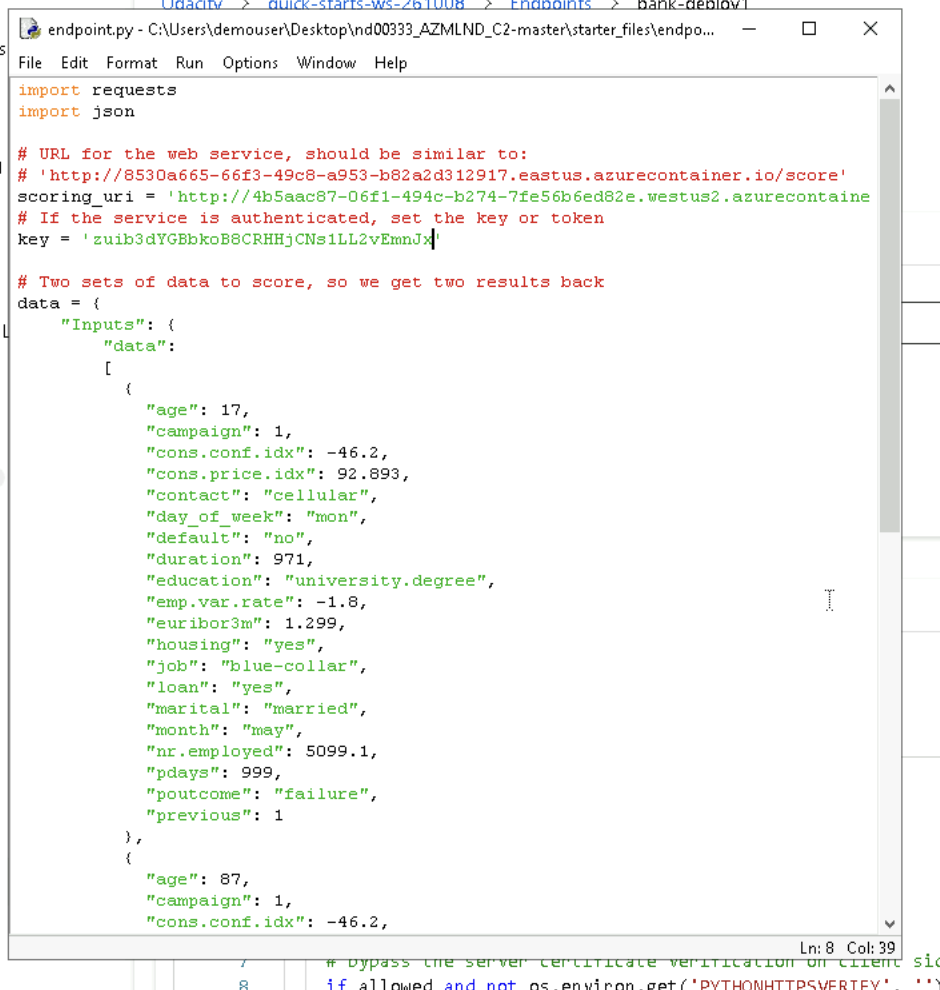 Udacity > quick-starts-ws-261008 > Endpoints > bank-deploy1
endpoint.py - C:\Users\demouser\Desktop\nd00333_AZMLND_C2-master\starter_files\endpo...
File Edit Format Run Options Window Help
import requests
import json
# URL for the web service, should be similar to:
# 'http://8530a665-66f3-49c8-a953-b82a2d312917.eastus.azurecontainer.io/score'
scoring_uri = 'http://4b5aac87-06f1-494c-b274-7fe56b6ed82e.westus2.azurecontaine
# If the service is authenticated, set the key or token
key = 'zuib3dYGBbkoB8CRHHjCNs1LL2vEmnJx'
# Two sets of data to score, so we get two results back
data = {
"Inputs": {
"data":
[
{
"age": 17,
"campaign": 1,
"cons.conf.idx": -46.2,
"cons.price.idx": 92.893,
"contact": "cellular",
"day_of_week": "mon",
"default": "no",
"duration": 971,
"education": "university.degree",
"emp.var.rate": -1.8,
"euribor3m": 1.299,
"housing": "yes",
"job": "blue-collar",
"loan": "yes",
"marital": "married",
"month": "may",
"nr.employed": 5099.1,
"pdays": 999,
"poutcome": "failure",
"previous": 1
},
{
"age": 87,
"campaign": 1,
"cons.conf.idx": -46.2,
Ln: 8 Col: 39
7 # bypass the server certificate verification on client sid
8 if allowed and not os.environ.get('PYTHONHTTPSVERIFY', '')